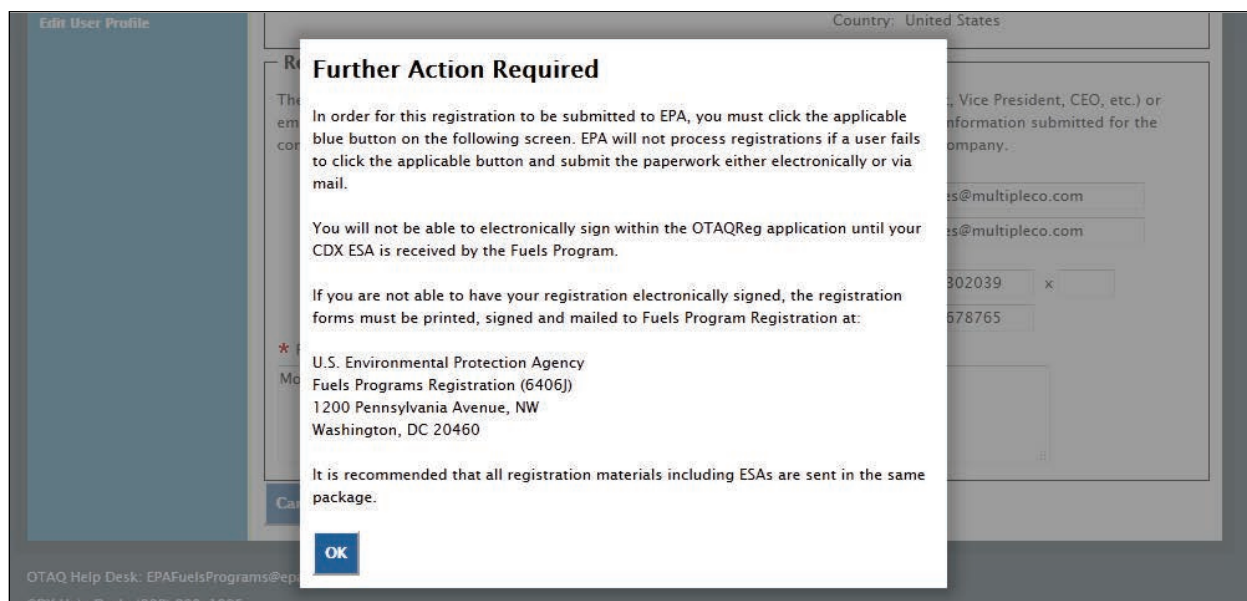 Edit User Profile
Country: United States
Further Action Required
The
, Vice President, CEO, etc.) or
em
nformation submitted for the
ompany.
In order for this registration to be submitted to EPA, you must click the applicable
blue button on the following screen. EPA will not process registrations if a user fails
to click the applicable button and submit the paperwork either electronically or via
mail.
es@multipleco.com
es@multipleco.com
You will not be able to electronically sign within the OTAQReg application until your
CDX ESA is received by the Fuels Program.
302039 x
678765
If you are not able to have your registration electronically signed, the registration
forms must be printed, signed and mailed to Fuels Program Registration at:
*
Mo
U.S. Environmental Protection Agency
Fuels Programs Registration (6406J)
1200 Pennsylvania Avenue, NW
Washington, DC 20460
It is recommended that all registration materials including ESAs are sent in the same
package.
Ca
OK
OTAQ Help Desk: EPAFuelsPrograms@epa